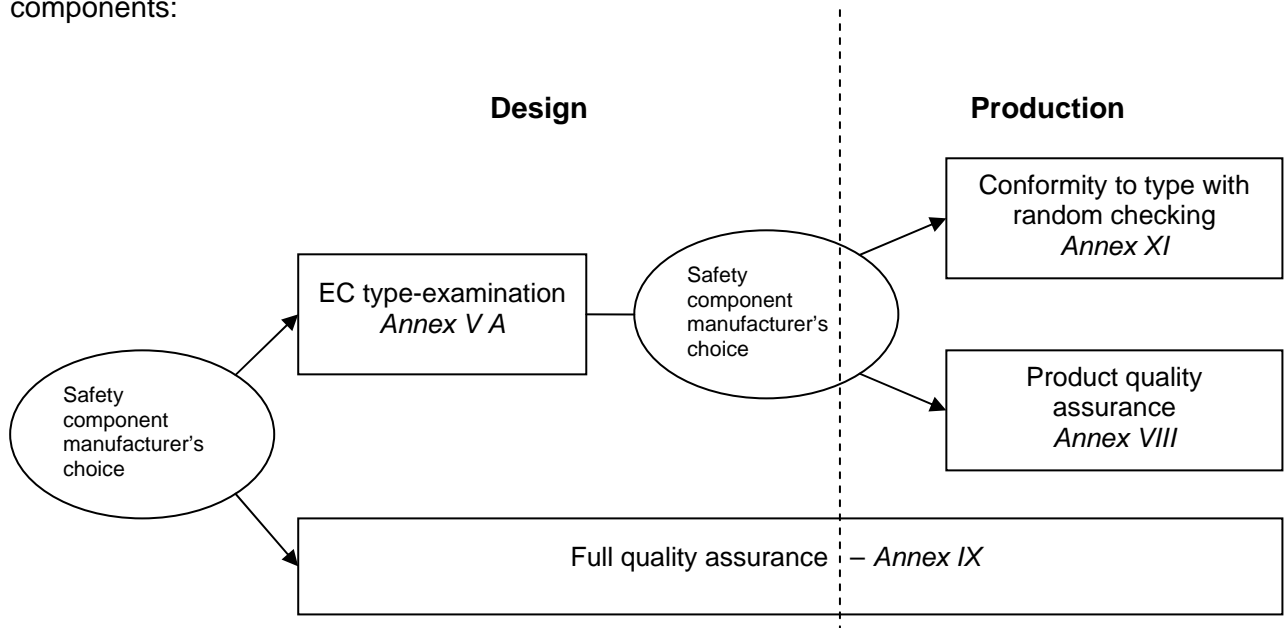 components:
Design
Production
Conformity to type with
random checking
Annex XI
EC type-examination
Annex V A
Safety
component
manufacturer's
choice
Product quality
assurance
Annex VIII
Safety
component
manufacturer's
choice
Full quality assurance – Annex IX